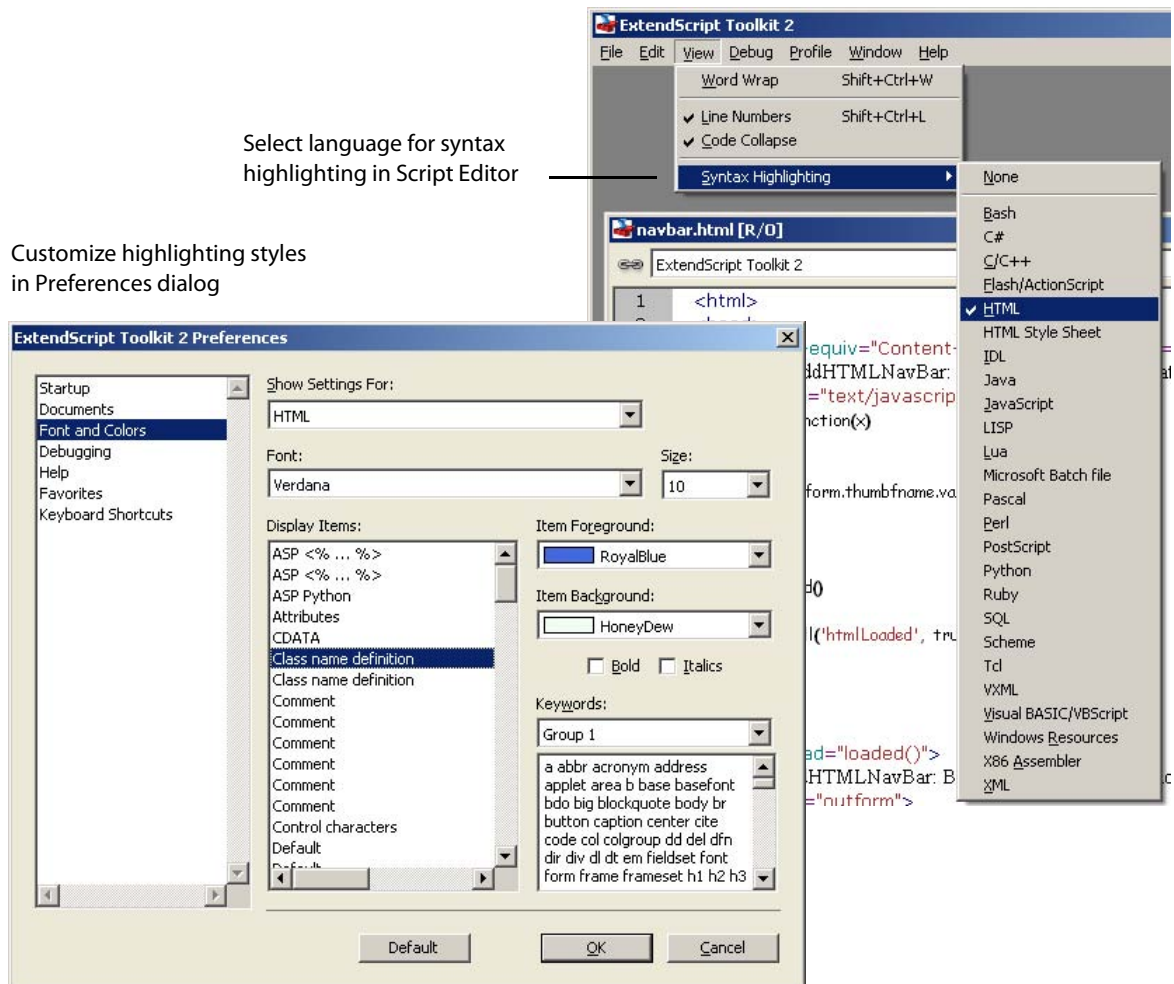 ExtendScript Toolkit 2
File Edit View Debug Profile Window Help
Word Wrap Shift+Ctrl+W
Line Numbers Shift+Ctrl+L
Code Collapse
Syntax Highlighting
Select language for syntax
highlighting in Script Editor
None
Bash
C#
C/C++
Flash/ActionScript
HTML
HTML Style Sheet
IDL
Java
JavaScript
LISP
Lua
Microsoft Batch file
Pascal
Perl
PostScript
Python
Ruby
SQL
Scheme
Tcl
VXML
Visual BASIC/VBScript
Windows Resources
X86 Assembler
XML
navbar.html [R/O]
ExtendScript Toolkit 2
1 <html>
equiv="Content-
ddHTMLNavBar:
="text/javascrip
nction(x)
form.thumbfname.va
d()
l('htmlLoaded', tru
ad="loaded()">
HTMLNavBar: B
="outform">
Customize highlighting styles
in Preferences dialog
ExtendScript Toolkit 2 Preferences
Startup
Documents
Font and Colors
Debugging
Help
Favorites
Keyboard Shortcuts
Show Settings For:
HTML
Font:
Verdana
Size:
10
Display Items:
ASP <% ... %>
ASP <% ... %>
ASP Python
Attributes
CDATA
Class name definition
Class name definition
Comment
Comment
Comment
Comment
Comment
Comment
Control characters
Default
Default
Item Foreground:
RoyalBlue
Item Background:
HoneyDew
Bold Italics
Keywords:
Group 1
a abbr acronym address
applet area b base basefont
bdo big blockquote body br
button caption center cite
code col colgroup dd del dfn
dir div dl dt em fieldset font
form frame frameset h1 h2 h3
Default OK Cancel